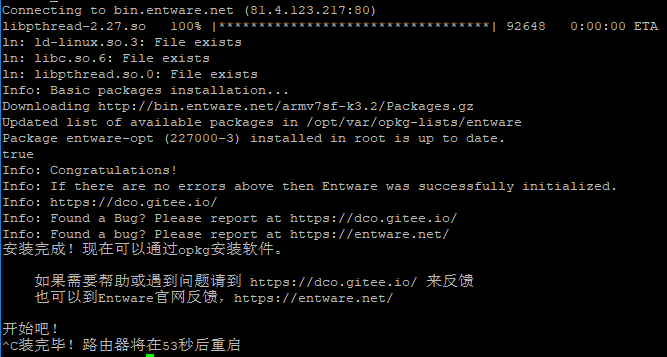 Connecting to bin.entware.net (81.4.123.217:80)
libpthread-2.27.so   100% |**********************************| 92648   0:00:00 ETA
ln: ld-linux.so.3: File exists
ln: libc.so.6: File exists
ln: libpthread.so.0: File exists
Info: Basic packages installation...
Downloading http://bin.entware.net/armv7sf-k3.2/Packages.gz
Updated list of available packages in /opt/var/opkg-lists/entware
Package entware-opt (227000-3) installed in root is up to date.
true
Info: Congratulations!
Info: If there are no errors above then Entware was successfully initialized.
Info: https://dco.gitee.io/
Info: Found a Bug? Please report at https://dco.gitee.io/
Info: Found a bug? Please report at https://entware.net/
安装完成！现在可以通过opkg安装软件。
如果需要帮助或遇到问题请到 https://dco.gitee.io/ 来反馈
也可以到Entware官网反馈，https://entware.net/
开始吧！
^C装完毕！路由器将在53秒后重启